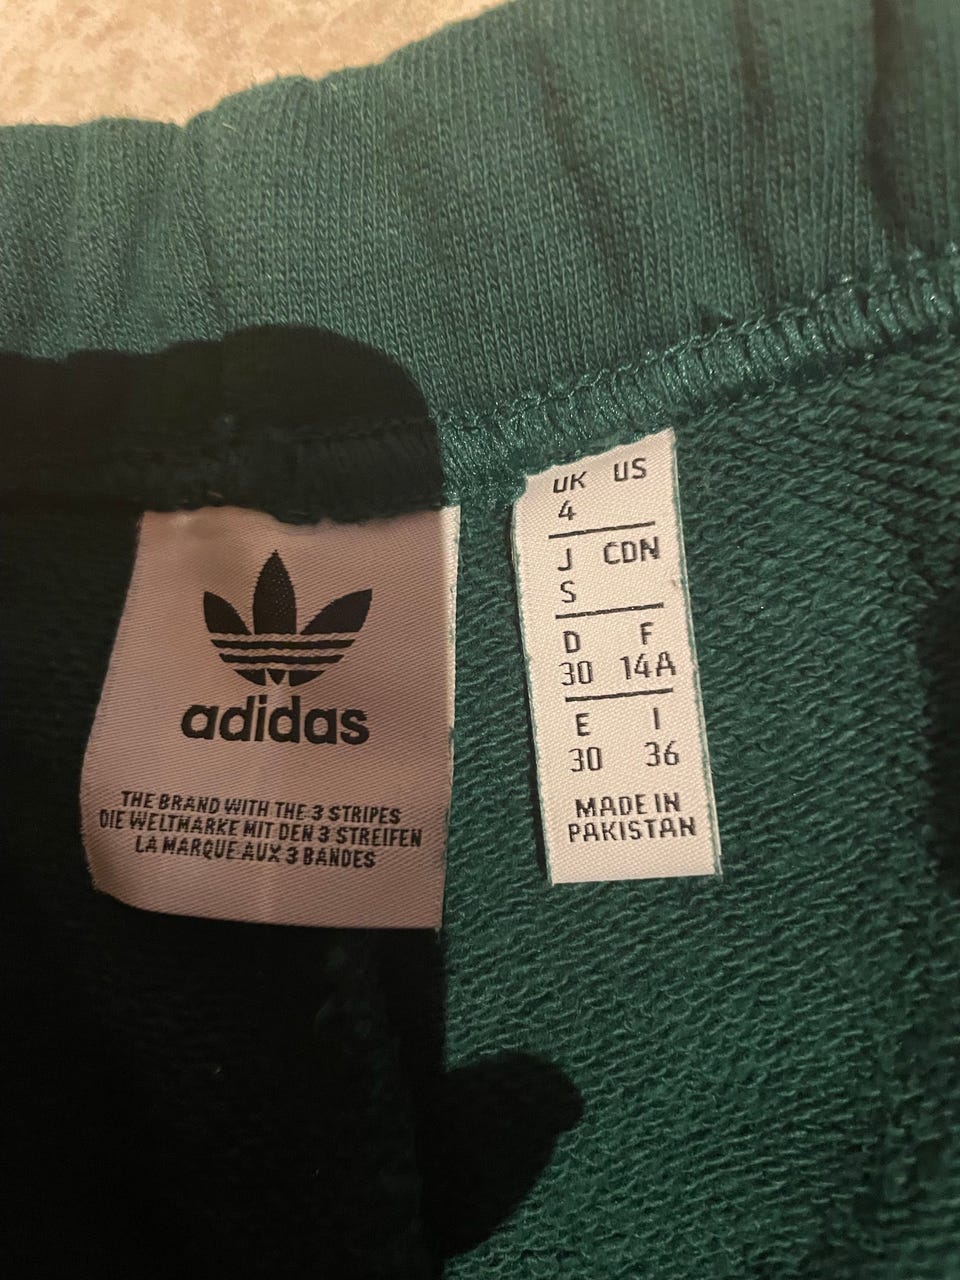 adidas
THE BRAND WITH THE 3 STRIPES
DIE WELTMARKE MIT DEN 3 STREIFEN
LA MARQUE AUX 3 BANDES
UK US
4
J CDN
S
D F
30 14A
E I
30 36
MADE IN
PAKISTAN